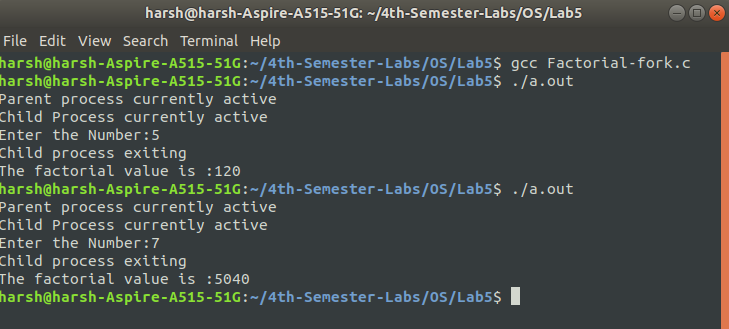 harsh@harsh-Aspire-A515-51G: ~/4th-Semester-Labs/OS/Lab5
File Edit View Search Terminal Help
harsh@harsh-Aspire-A515-51G:~/4th-Semester-Labs/OS/Lab5$ gcc Factorial-fork.c
harsh@harsh-Aspire-A515-51G:~/4th-Semester-Labs/OS/Lab5$ ./a.out
Parent process currently active
Child Process currently active
Enter the Number:5
Child process exiting
The factorial value is :120
harsh@harsh-Aspire-A515-51G:~/4th-Semester-Labs/OS/Lab5$ ./a.out
Parent process currently active
Child Process currently active
Enter the Number:7
Child process exiting
The factorial value is :5040
harsh@harsh-Aspire-A515-51G:~/4th-Semester-Labs/OS/Lab5$